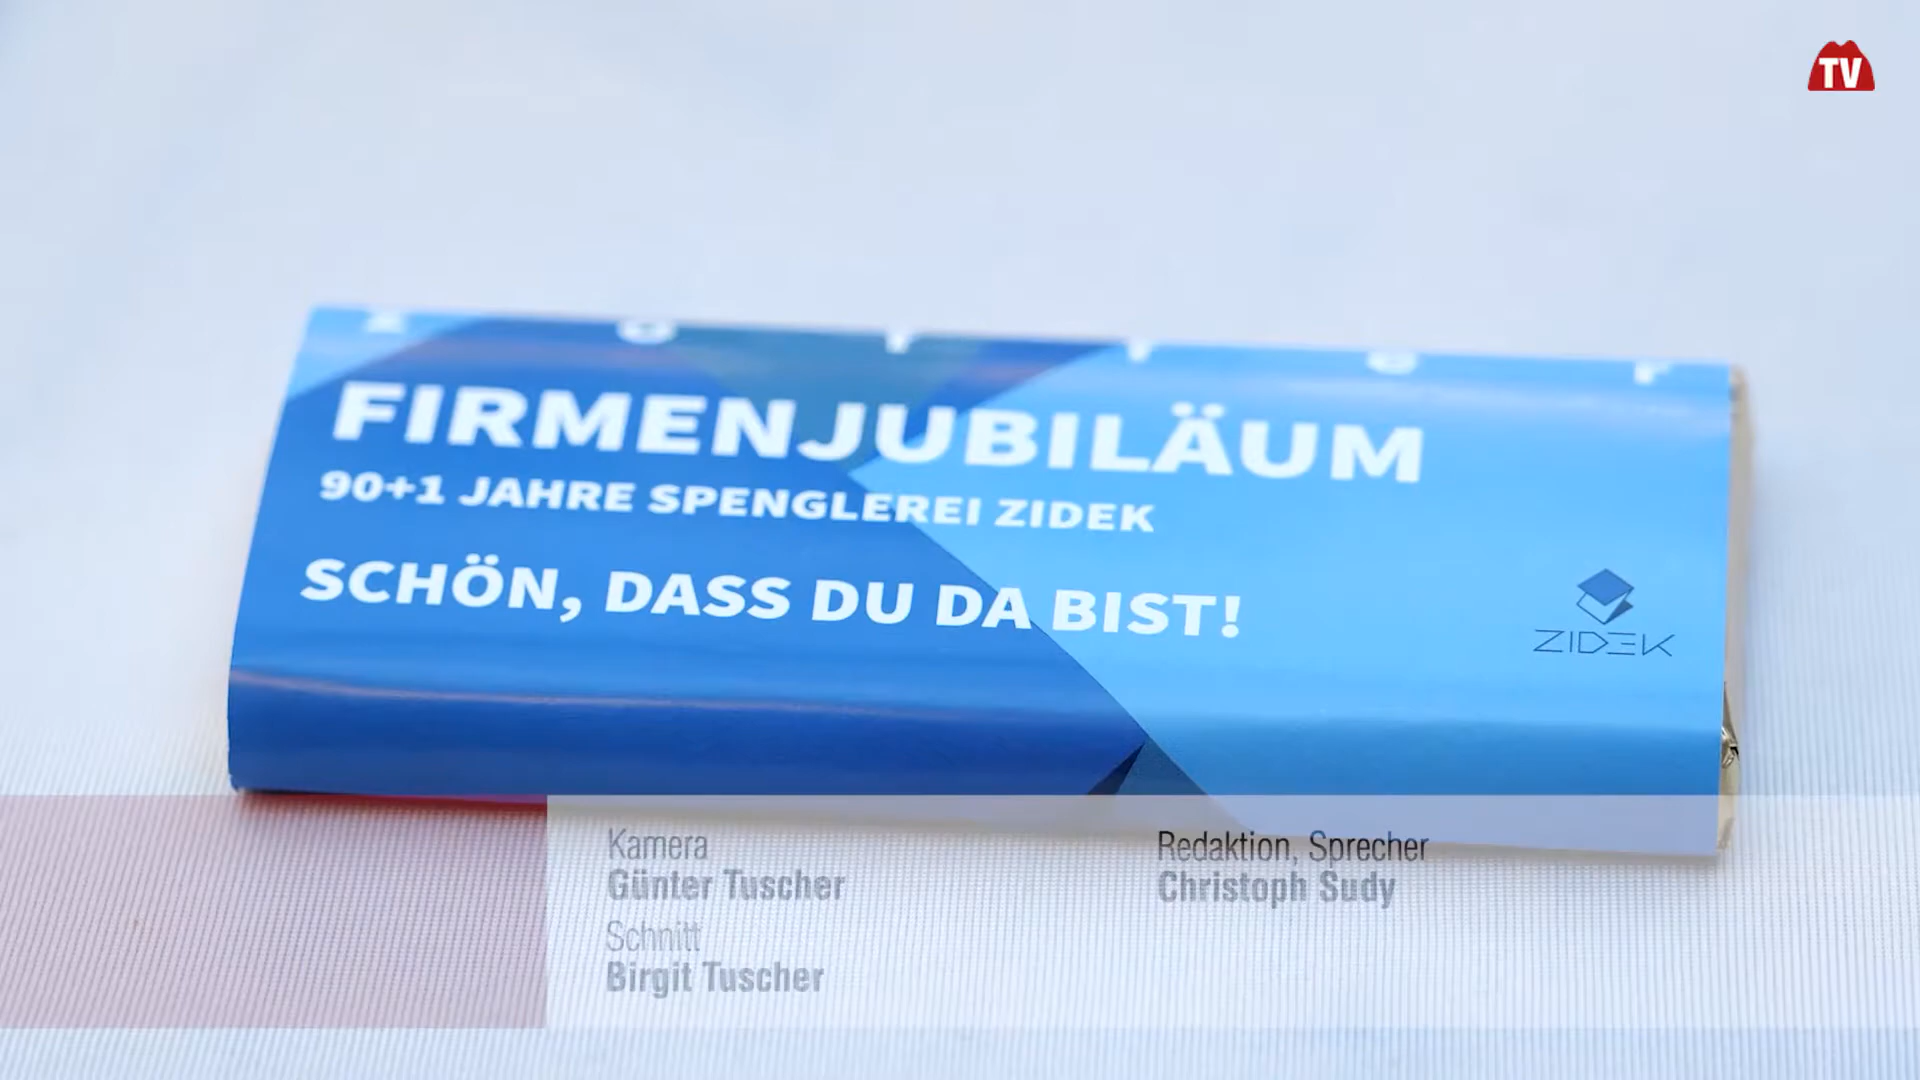 TV
FIRMENJUBILÄUM
90+1 JAHRE SPENGLEREI ZIDEK
SCHÖN, DASS DU DA BIST!
ZIDEK
Kamera
Günter Tuscher
Schnitt
Birgit Tuscher
Redaktion, Sprecher
Christoph Sudy